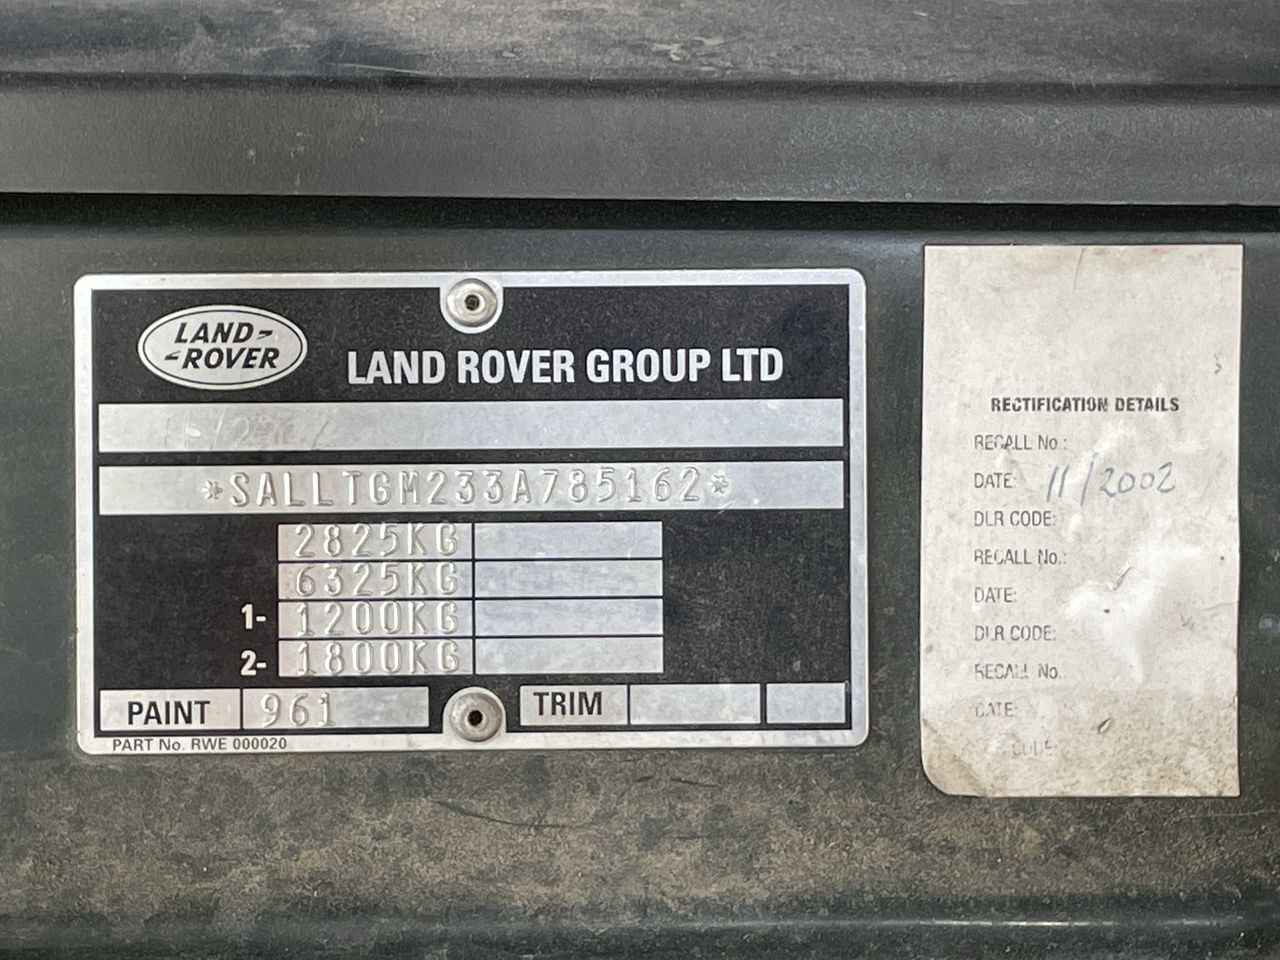 LAND-
-ROVER
LAND ROVER GROUP LTD
*SALLTGM233A785162*
2825KG
6325KG
1- 1200KG
2- 1800KG
PAINT 961 TRIM
PART No. RWE 000020
RECTIFICATION DETAILS
RECALL No.:
DATE: 11/2002
DLR CODE:
RECALL No.:
DATE:
DLR CODE:
RECALL No.
DATE:
CODE: